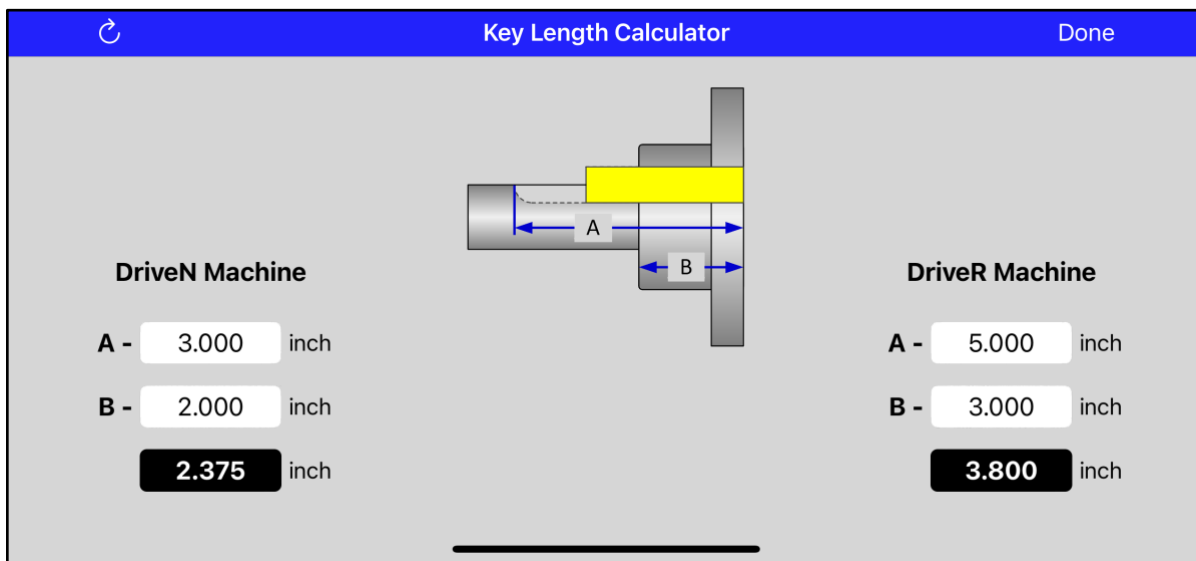 Key Length Calculator
Done
A
B
DriveN Machine
A - 3.000 inch
B - 2.000 inch
2.375 inch
DriveR Machine
A - 5.000 inch
B - 3.000 inch
3.800 inch